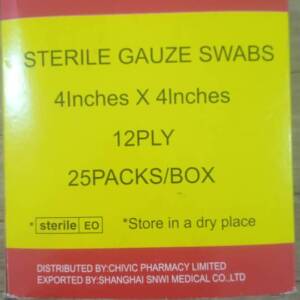 STERILE GAUZE SWABS
4Inches X 4Inches
12PLY
25PACKS/BOX
*sterile EO *Store in a dry place
DISTRIBUTED BY:CHIVIC PHARMACY LIMITED
EXPORTED BY:SHANGHAI SNWI MEDICAL CO.,LTD